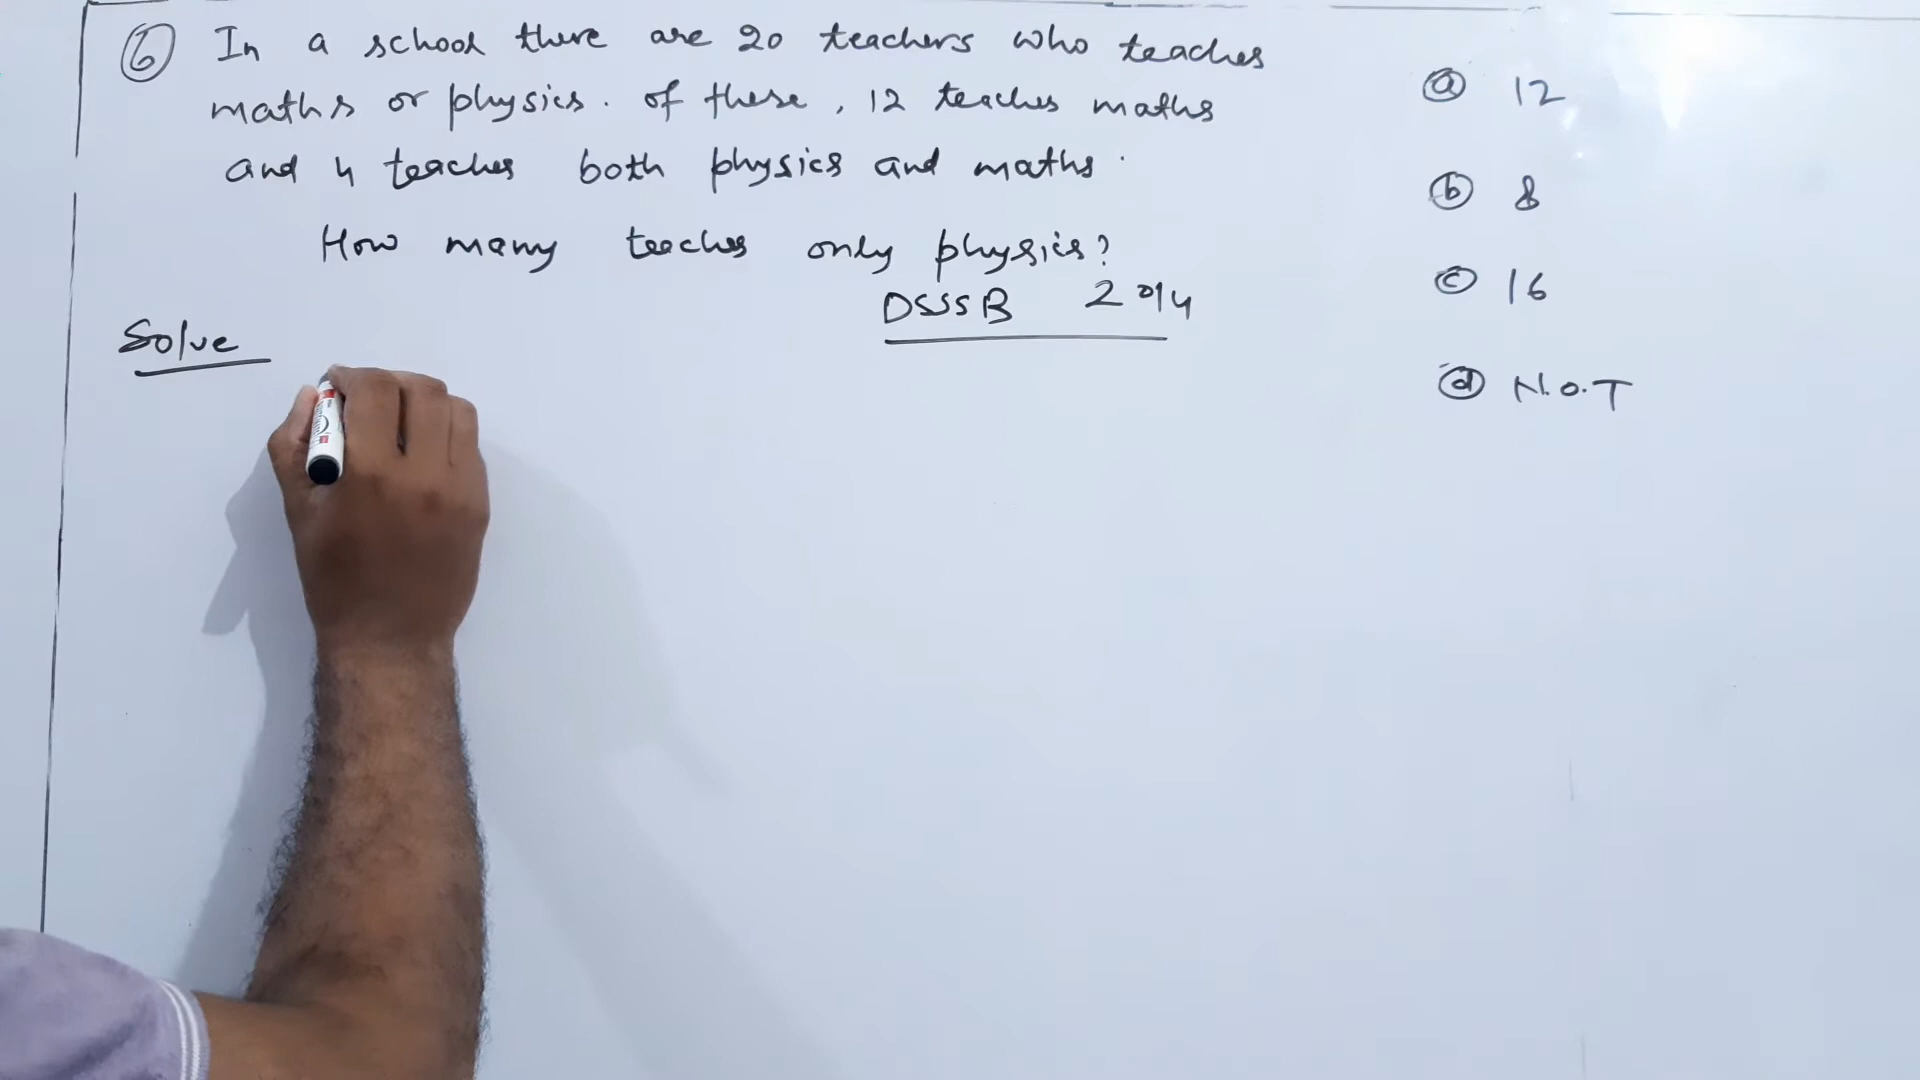 6 In a school there are 20 teachers who teaches
maths or physics. of these, 12 teaches maths
and 4 teaches both physics and maths.
How many teaches only physics?
DSSSB 2014
Solve
a 12
b 8
c 16
d N.O.T